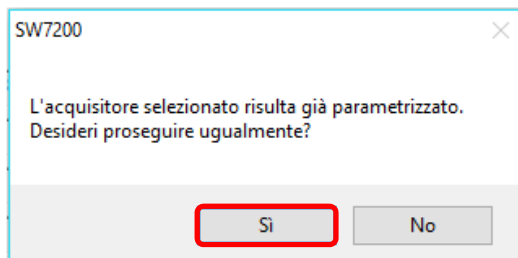 SW7200
L'acquisitore selezionato risulta già parametrizzato.
Desideri proseguire ugualmente?
Sì
No